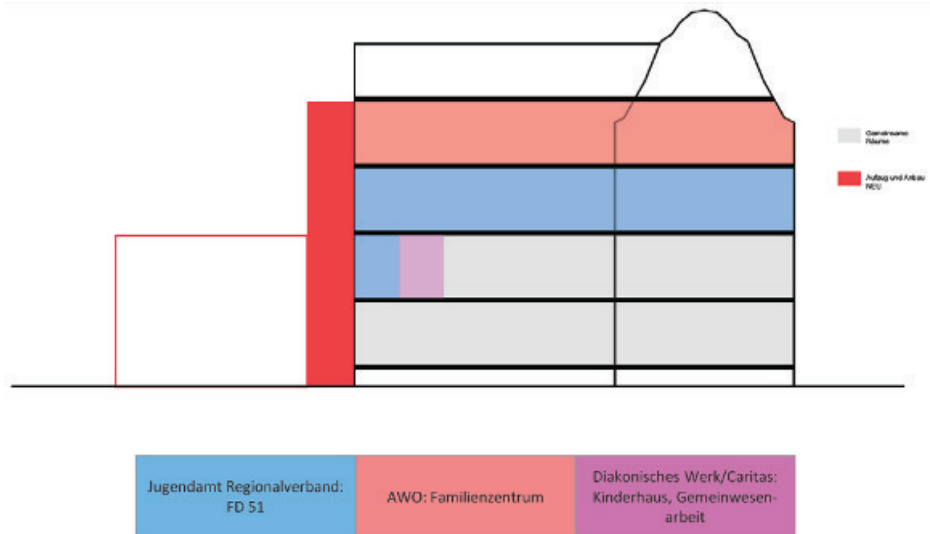 Gemeinsame
Räume
Aufzug und Anbau
NEU
Jugendamt Regionalverband:
FD 51
AWO: Familienzentrum
Diakonisches Werk/Caritas:
Kinderhaus, Gemeinwesen-
arbeit